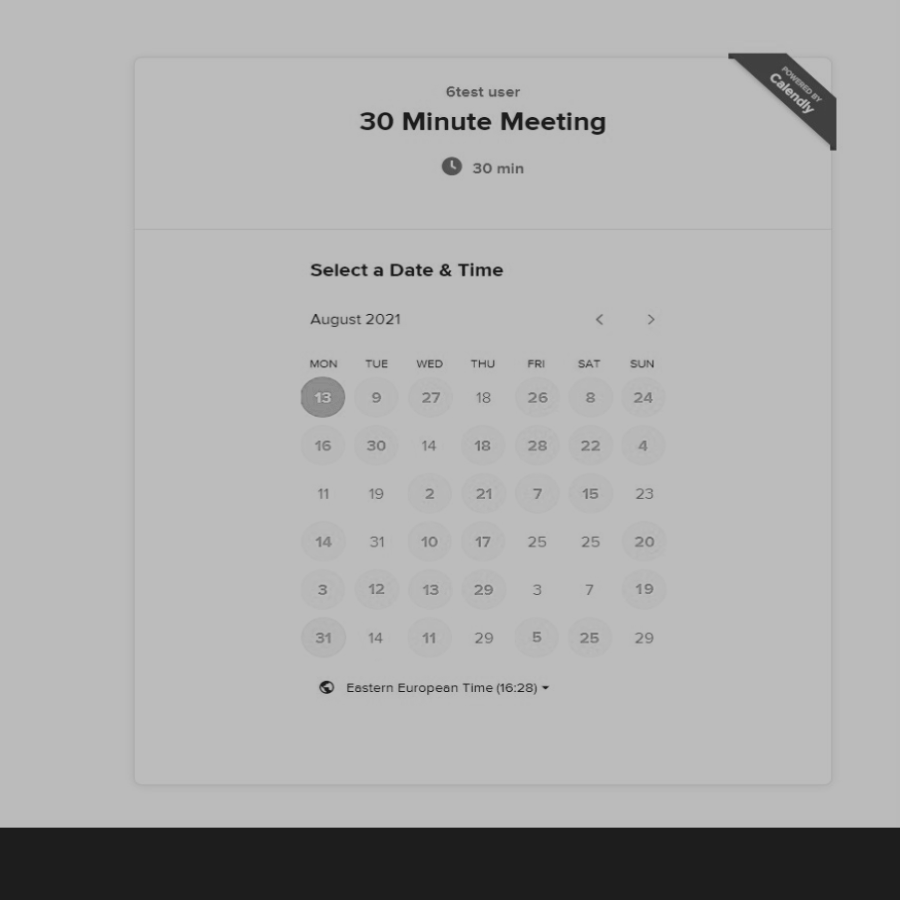 POWERED BY
Calendly
6test user
30 Minute Meeting
30 min
Select a Date & Time
August 2021
MON TUE WED THU FRI SAT SUN
13 9 27 18 26 8 24
16 30 14 18 28 22 4
11 19 2 21 7 15 23
14 31 10 17 25 25 20
3 12 13 29 3 7 19
31 14 11 29 5 25 29
Eastern European Time (16:28)